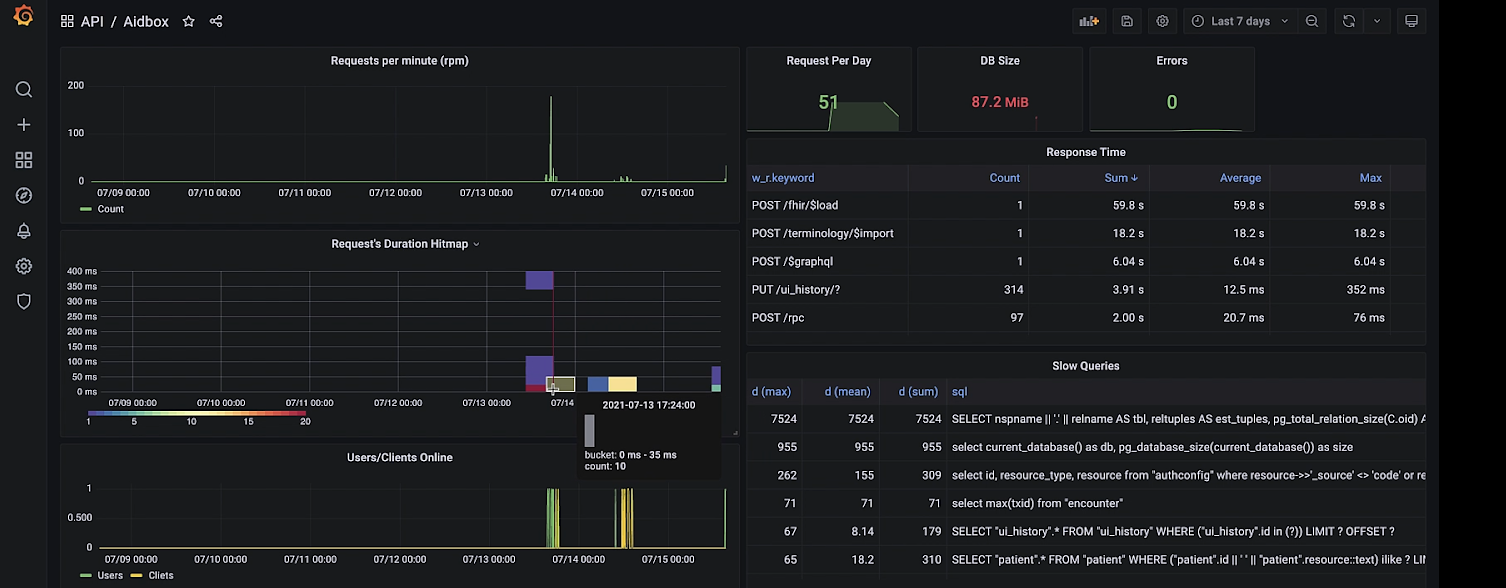 API / Aidbox
Last 7 days
Requests per minute (rpm)
200
100
0
07/09 00:00 07/10 00:00 07/11 00:00 07/12 00:00 07/13 00:00 07/14 00:00 07/15 00:00
Count
Request's Duration Hitmap
400 ms
350 ms
300 ms
250 ms
200 ms
150 ms
100 ms
50 ms
0 ms
07/09 00:00 07/10 00:00 07/11 00:00 07/12 00:00 07/13 00:00 07/14
1 5 10 15 20
2021-07-13 17:24:00
bucket: 0 ms - 35 ms
count: 10
Users/Clients Online
1
0.500
0
07/09 00:00 07/10 00:00 07/11 00:00 07/12 00:00 07/13 00:00 07/14 00:00 07/15 00:00
Users Cliets
Request Per Day
51
DB Size
87.2 MiB
Errors
0
Response Time
w_r.keyword Count Sum Average Max
POST /fhir/$load 1 59.8 s 59.8 s 59.8 s
POST /terminology/$import 1 18.2 s 18.2 s 18.2 s
POST /$graphql 1 6.04 s 6.04 s 6.04 s
PUT /ui_history/? 314 3.91 s 12.5 ms 352 ms
POST /rpc 97 2.00 s 20.7 ms 76 ms
Slow Queries
d (max) d (mean) d (sum) sql
7524 7524 7524 SELECT nspname || '.' || relname AS tbl, reltuples AS est_tuples, pg_total_relation_size(C.oid) A
955 955 955 select current_database() as db, pg_database_size(current_database()) as size
262 155 309 select id, resource_type, resource from "authconfig" where resource->>'_source' <> 'code' or re
71 71 71 select max(txid) from "encounter"
67 8.14 179 SELECT "ui_history".* FROM "ui_history" WHERE ("ui_history".id in (?)) LIMIT ? OFFSET ?
65 18.2 310 SELECT "patient".* FROM "patient" WHERE ("patient".id || ' ' || "patient".resource::text) ilike ? LIM